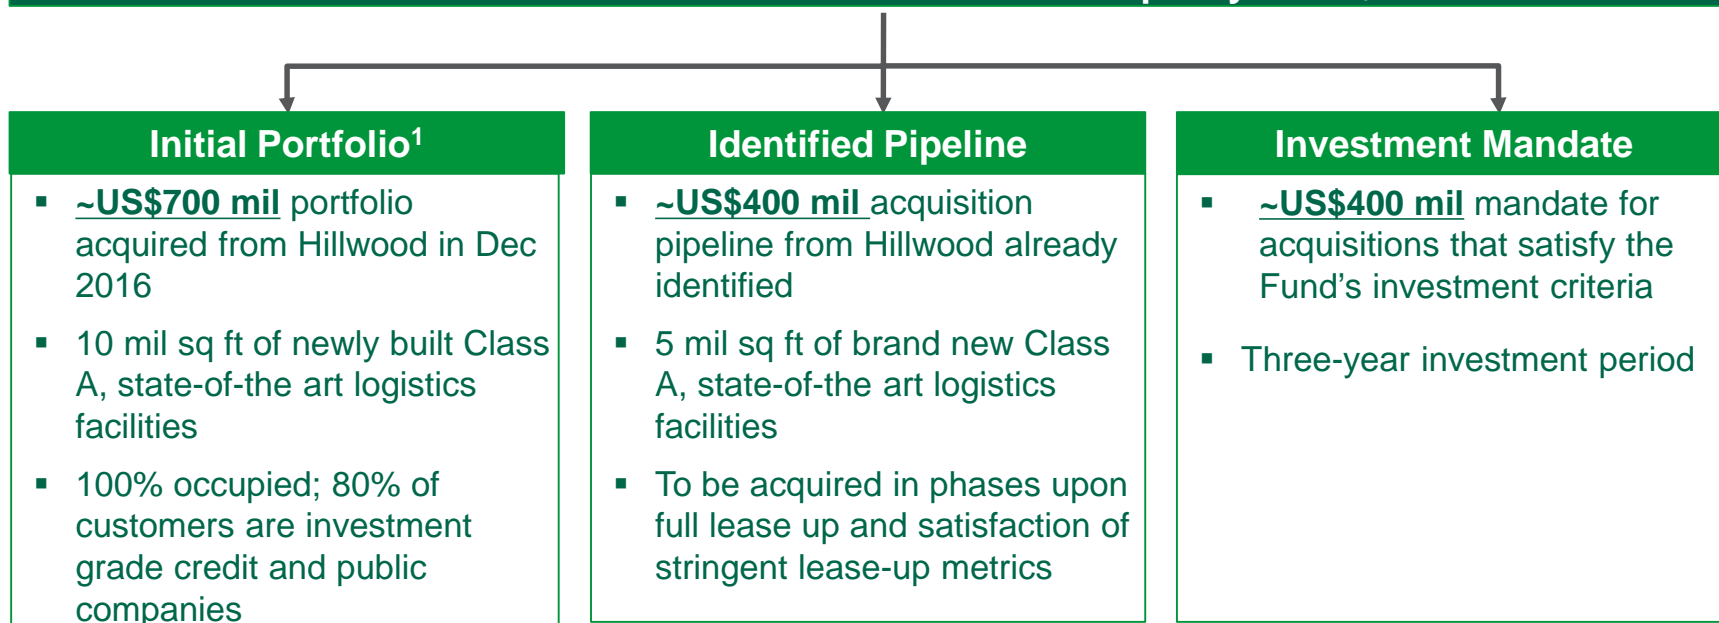 Initial Portfolio1
▪ ~US$700 mil portfolio
acquired from Hillwood in Dec
2016
▪ 10 mil sq ft of newly built Class
A, state-of-the art logistics
facilities
▪ 100% occupied; 80% of
customers are investment
grade credit and public
companies
Identified Pipeline
▪ ~US$400 mil acquisition
pipeline from Hillwood already
identified
▪ 5 mil sq ft of brand new Class
A, state-of-the art logistics
facilities
▪ To be acquired in phases upon
full lease up and satisfaction of
stringent lease-up metrics
Investment Mandate
▪ ~US$400 mil mandate for
acquisitions that satisfy the
Fund’s investment criteria
▪ Three-year investment period